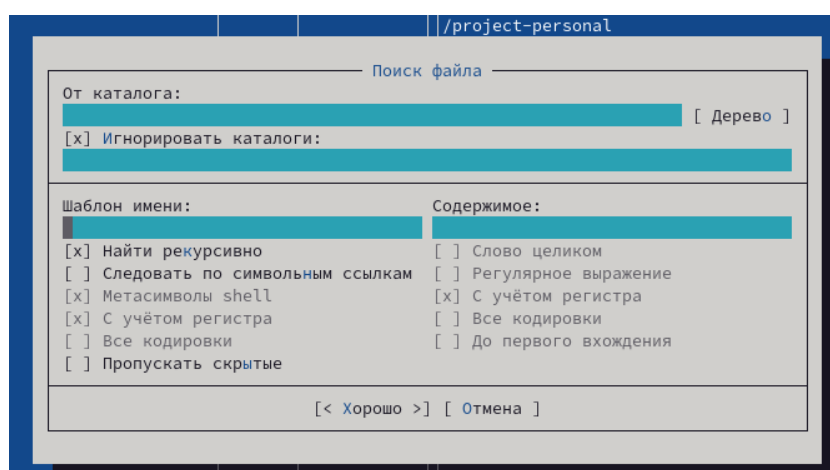 /project-personal
Поиск файла
От каталога:
[ Дерево ]
[x] Игнорировать каталоги:
Шаблон имени:
[x] Найти рекурсивно
[ ] Следовать по символьным ссылкам
[x] Метасимволы shell
[x] С учётом регистра
[ ] Все кодировки
[ ] Пропускать скрытые
Содержимое:
[ ] Слово целиком
[ ] Регулярное выражение
[x] С учётом регистра
[ ] Все кодировки
[ ] До первого вхождения
[< Хорошо >] [ Отмена ]